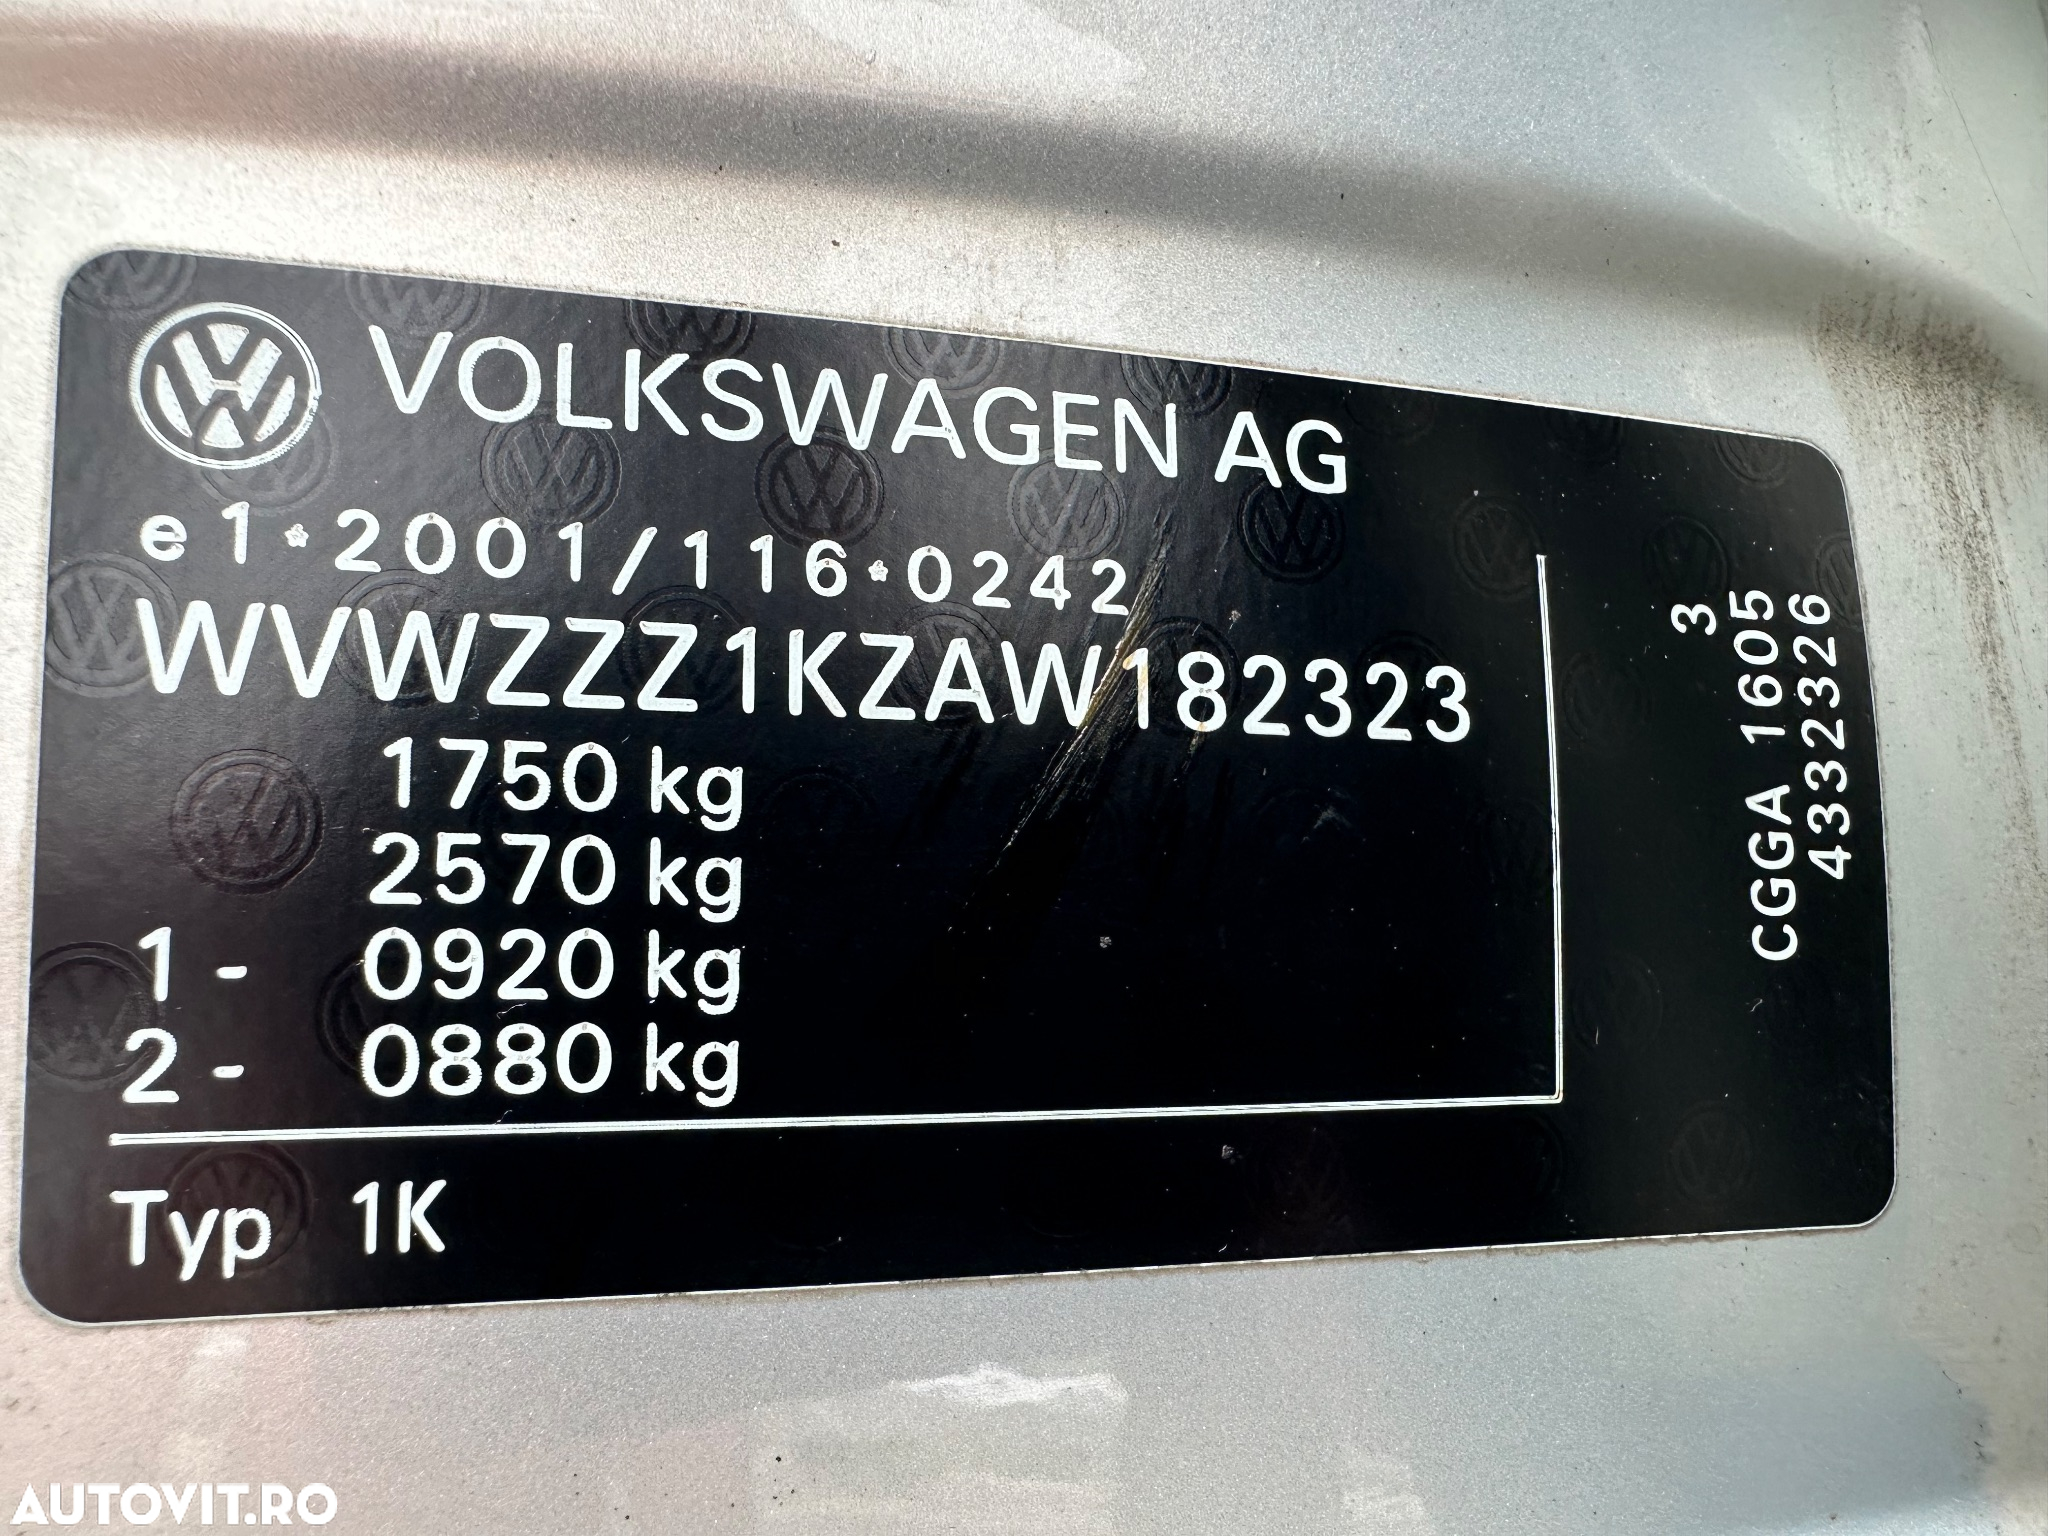 VOLKSWAGEN AG
e1*2001/116*0242
WVWZZZ1KZAW182323
1750 kg
2570 kg
1 - 0920 kg
2 - 0880 kg
Typ 1K
3
CGGA 1605
4332326
AUTOVIT.RO